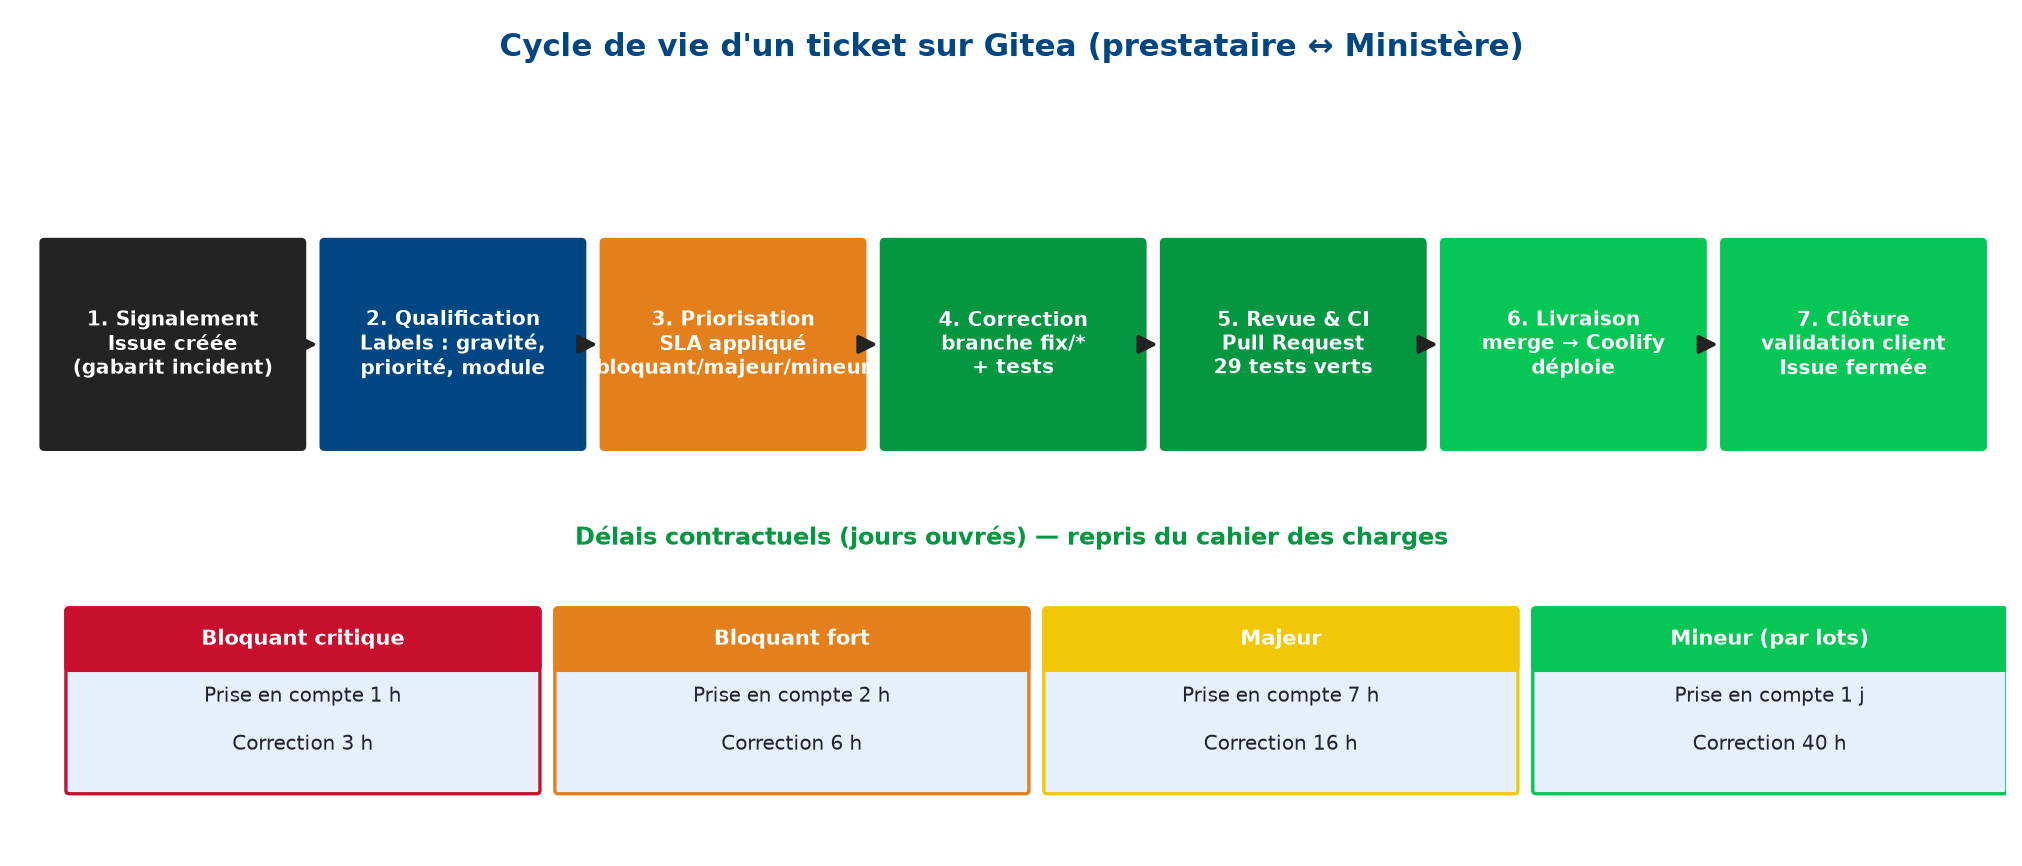 Cycle de vie d'un ticket sur Gitea (prestataire ↔ Ministère)
1. Signalement
Issue créée
(gabarit incident)
2. Qualification
Labels : gravité,
priorité, module
3. Priorisation
SLA appliqué
bloquant/majeur/mineur
4. Correction
branche fix/*
+ tests
5. Revue & CI
Pull Request
29 tests verts
6. Livraison
merge → Coolify
déploie
7. Clôture
validation client
Issue fermée
Délais contractuels (jours ouvrés) — repris du cahier des charges
Bloquant critique
Prise en compte 1 h
Correction 3 h
Bloquant fort
Prise en compte 2 h
Correction 6 h
Majeur
Prise en compte 7 h
Correction 16 h
Mineur (par lots)
Prise en compte 1 j
Correction 40 h